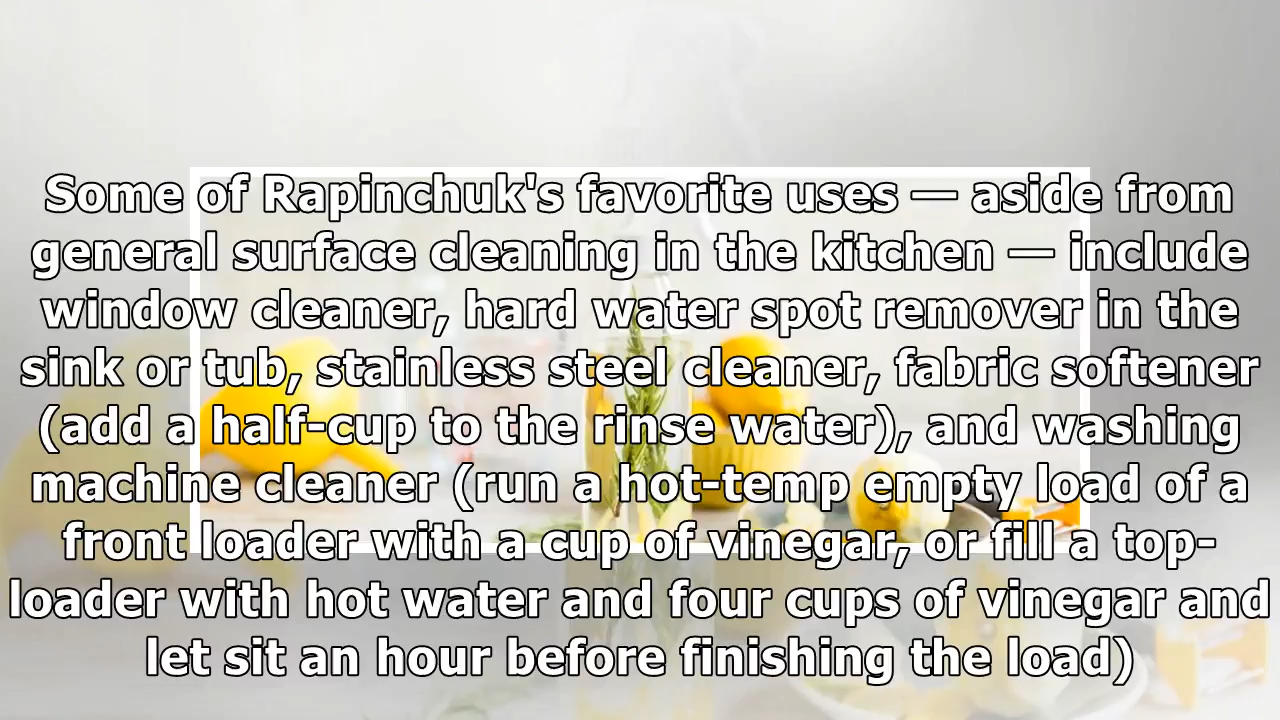 Some of Rapinchuk's favorite uses — aside from
general surface cleaning in the kitchen — include
window cleaner, hard water spot remover in the
sink or tub, stainless steel cleaner, fabric softener
(add a half-cup to the rinse water), and washing
machine cleaner (run a hot-temp empty load of a
front loader with a cup of vinegar, or fill a top-
loader with hot water and four cups of vinegar and
let sit an hour before finishing the load)